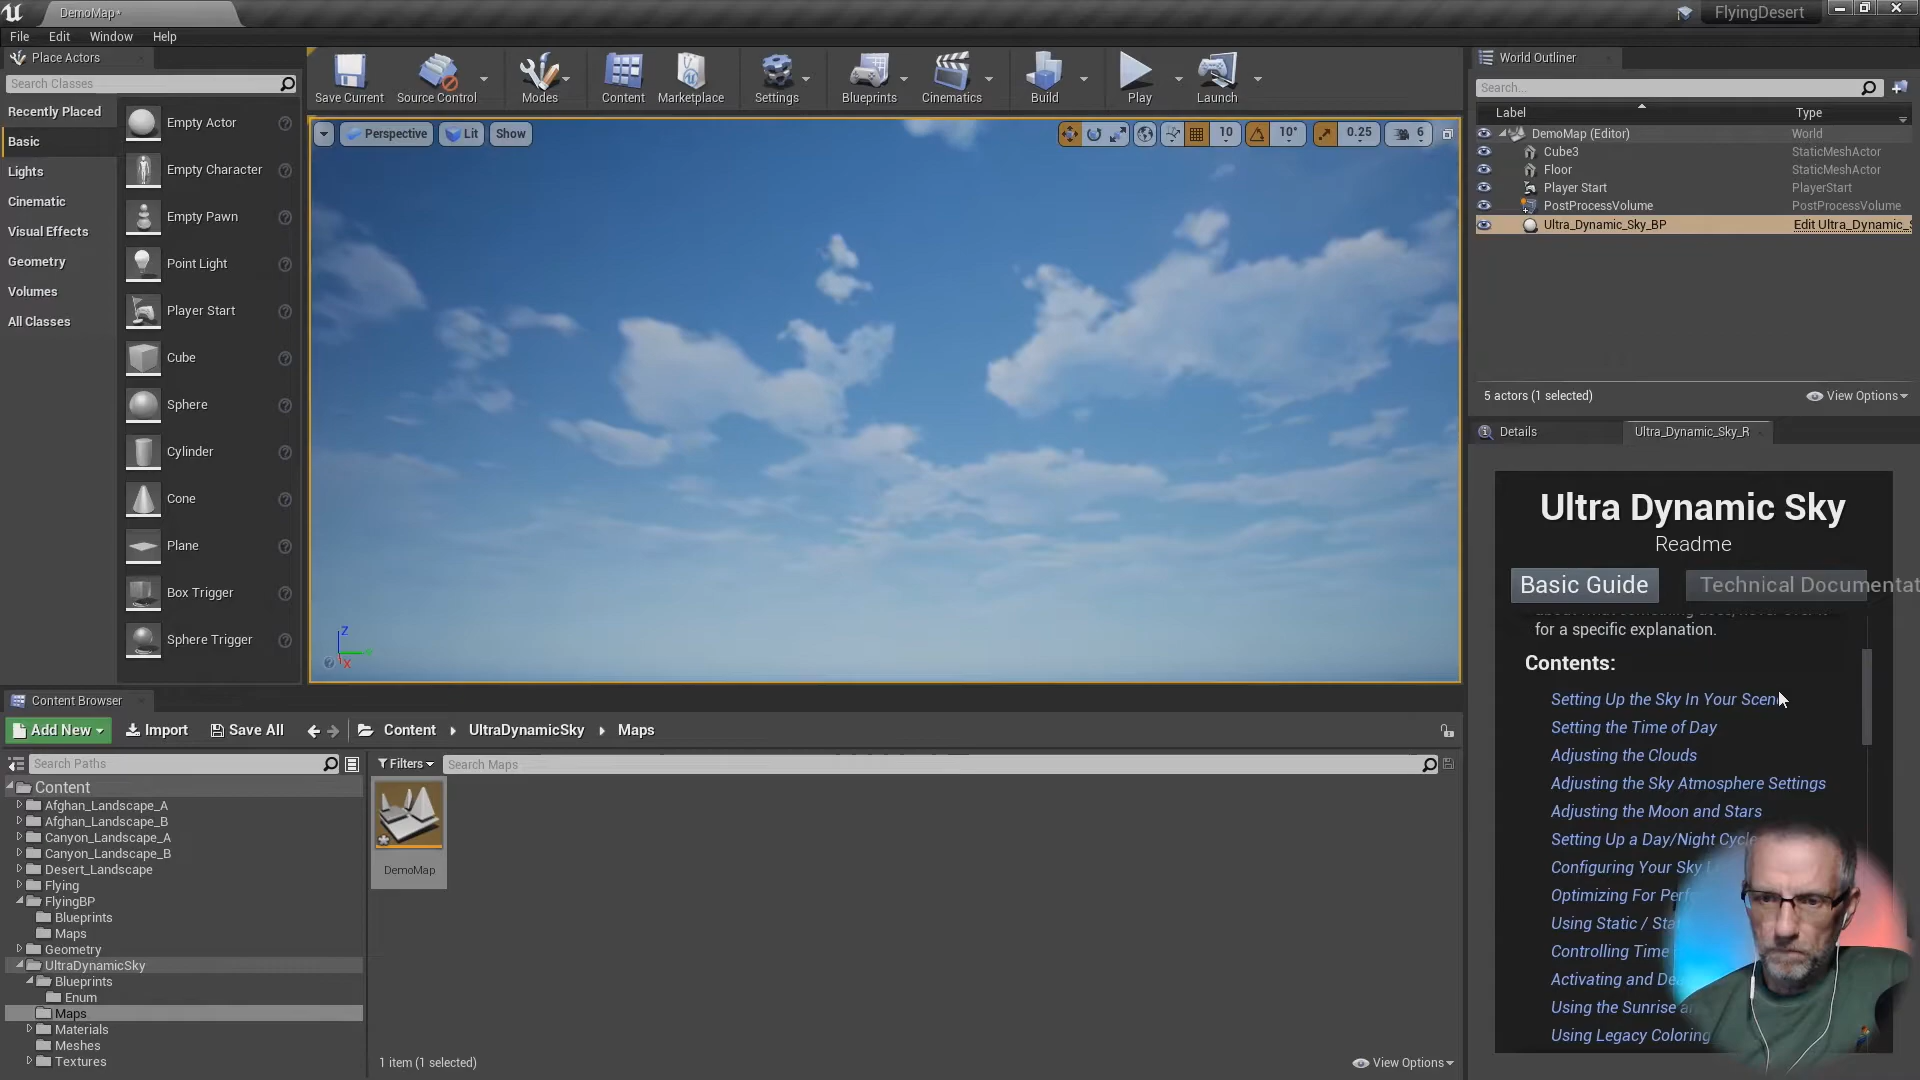 DemoMap*
FlyingDesert
File Edit Window Help
Place Actors
Search Classes
Recently Placed
Basic
Lights
Cinematic
Visual Effects
Geometry
Volumes
All Classes
Empty Actor
Empty Character
Empty Pawn
Point Light
Player Start
Cube
Sphere
Cylinder
Cone
Plane
Box Trigger
Sphere Trigger
Save Current
Source Control
Modes
Content
Marketplace
Settings
Blueprints
Cinematics
Build
Play
Launch
Perspective Lit Show
10 10° 0.25 6
Z
X
World Outliner
Search...
Label Type
DemoMap (Editor) World
Cube3 StaticMeshActor
Floor StaticMeshActor
Player Start PlayerStart
PostProcessVolume PostProcessVolume
Ultra_Dynamic_Sky_BP Edit Ultra_Dynamic_S
5 actors (1 selected) View Options
Details Ultra_Dynamic_Sky_R
Ultra Dynamic Sky
Readme
Basic Guide Technical Documentat
for a specific explanation.
Contents:
Setting Up the Sky In Your Scene
Setting the Time of Day
Adjusting the Clouds
Adjusting the Sky Atmosphere Settings
Adjusting the Moon and Stars
Setting Up a Day/Night Cycle
Configuring Your Sky
Optimizing For
Using Static /
Controlling Time
Activating and
Using the Sunrise
Using Legacy Coloring
Content Browser
Add New Import Save All Content UltraDynamicSky Maps
Search Paths
Filters Search Maps
Content
Afghan_Landscape_A
Afghan_Landscape_B
Canyon_Landscape_A
Canyon_Landscape_B
Desert_Landscape
Flying
FlyingBP
Blueprints
Maps
Geometry
UltraDynamicSky
Blueprints
Enum
Maps
Materials
Meshes
Textures
DemoMap
1 item (1 selected) View Options